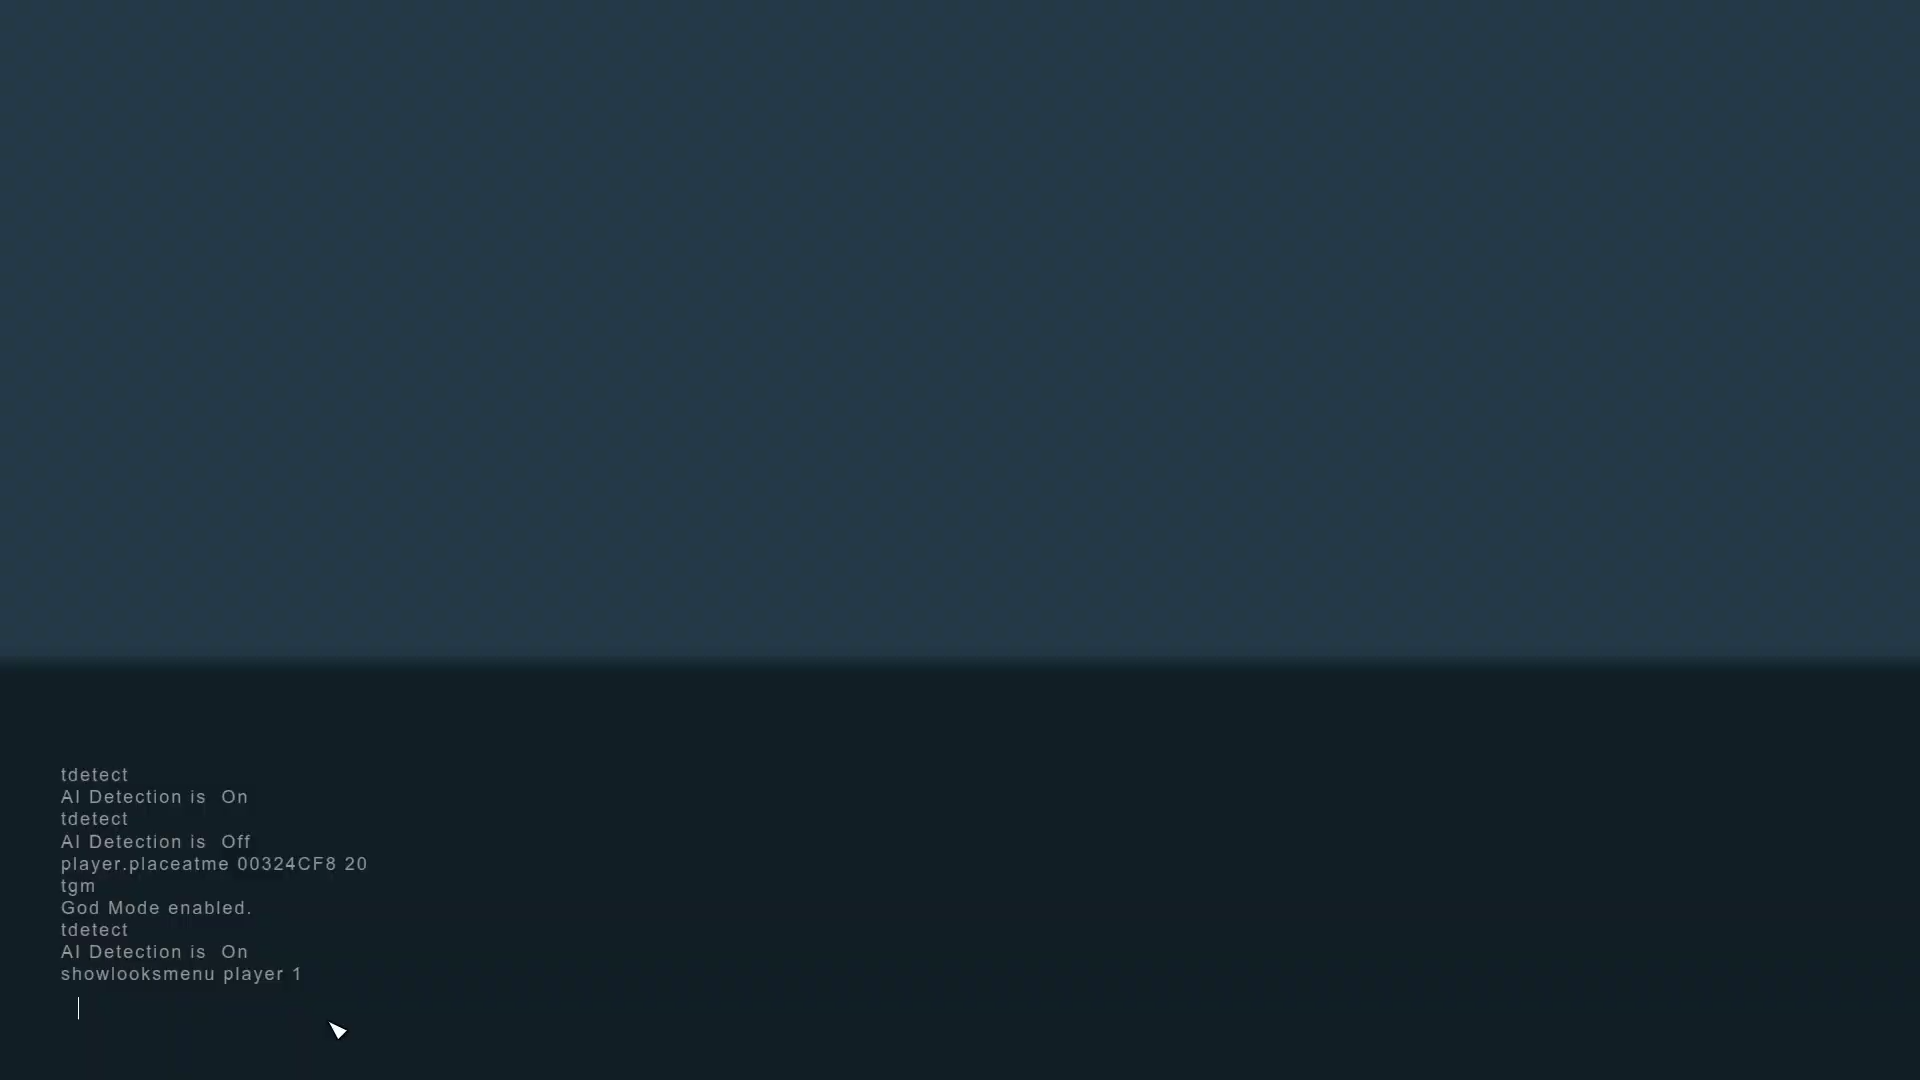 tdetect
AI Detection is  On
tdetect
AI Detection is  Off
player.placeatme 00324CF8 20
tgm
God Mode enabled.
tdetect
AI Detection is  On
showlooksmenu player 1